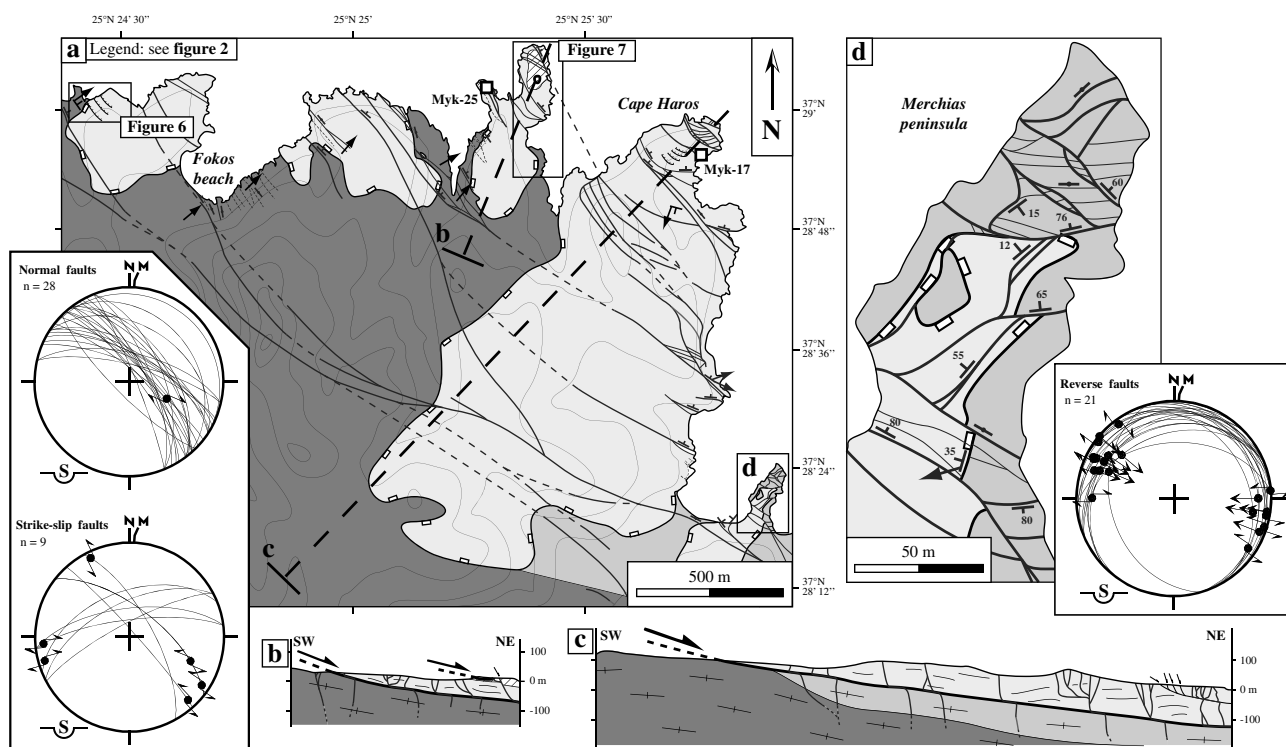 25°N 24' 30"
25°N 25'
25°N 25' 30"
a
Legend: see figure 2
Figure 7
Myk-25
Cape Haros
Figure 6
Fokos
beach
Myk-17
N
37°N
29'
37°N
28' 48"
37°N
28' 36"
37°N
28' 24"
37°N
28' 12"
b
c
d
500 m
d
Merchias
peninsula
60
15
76
12
65
55
80
35
80
50 m
Normal faults
n = 28
N M
S
Strike-slip faults
n = 9
N M
S
Reverse faults
n = 21
N M
S
b
SW
NE
100
0 m
-100
c
SW
NE
100
0 m
-100